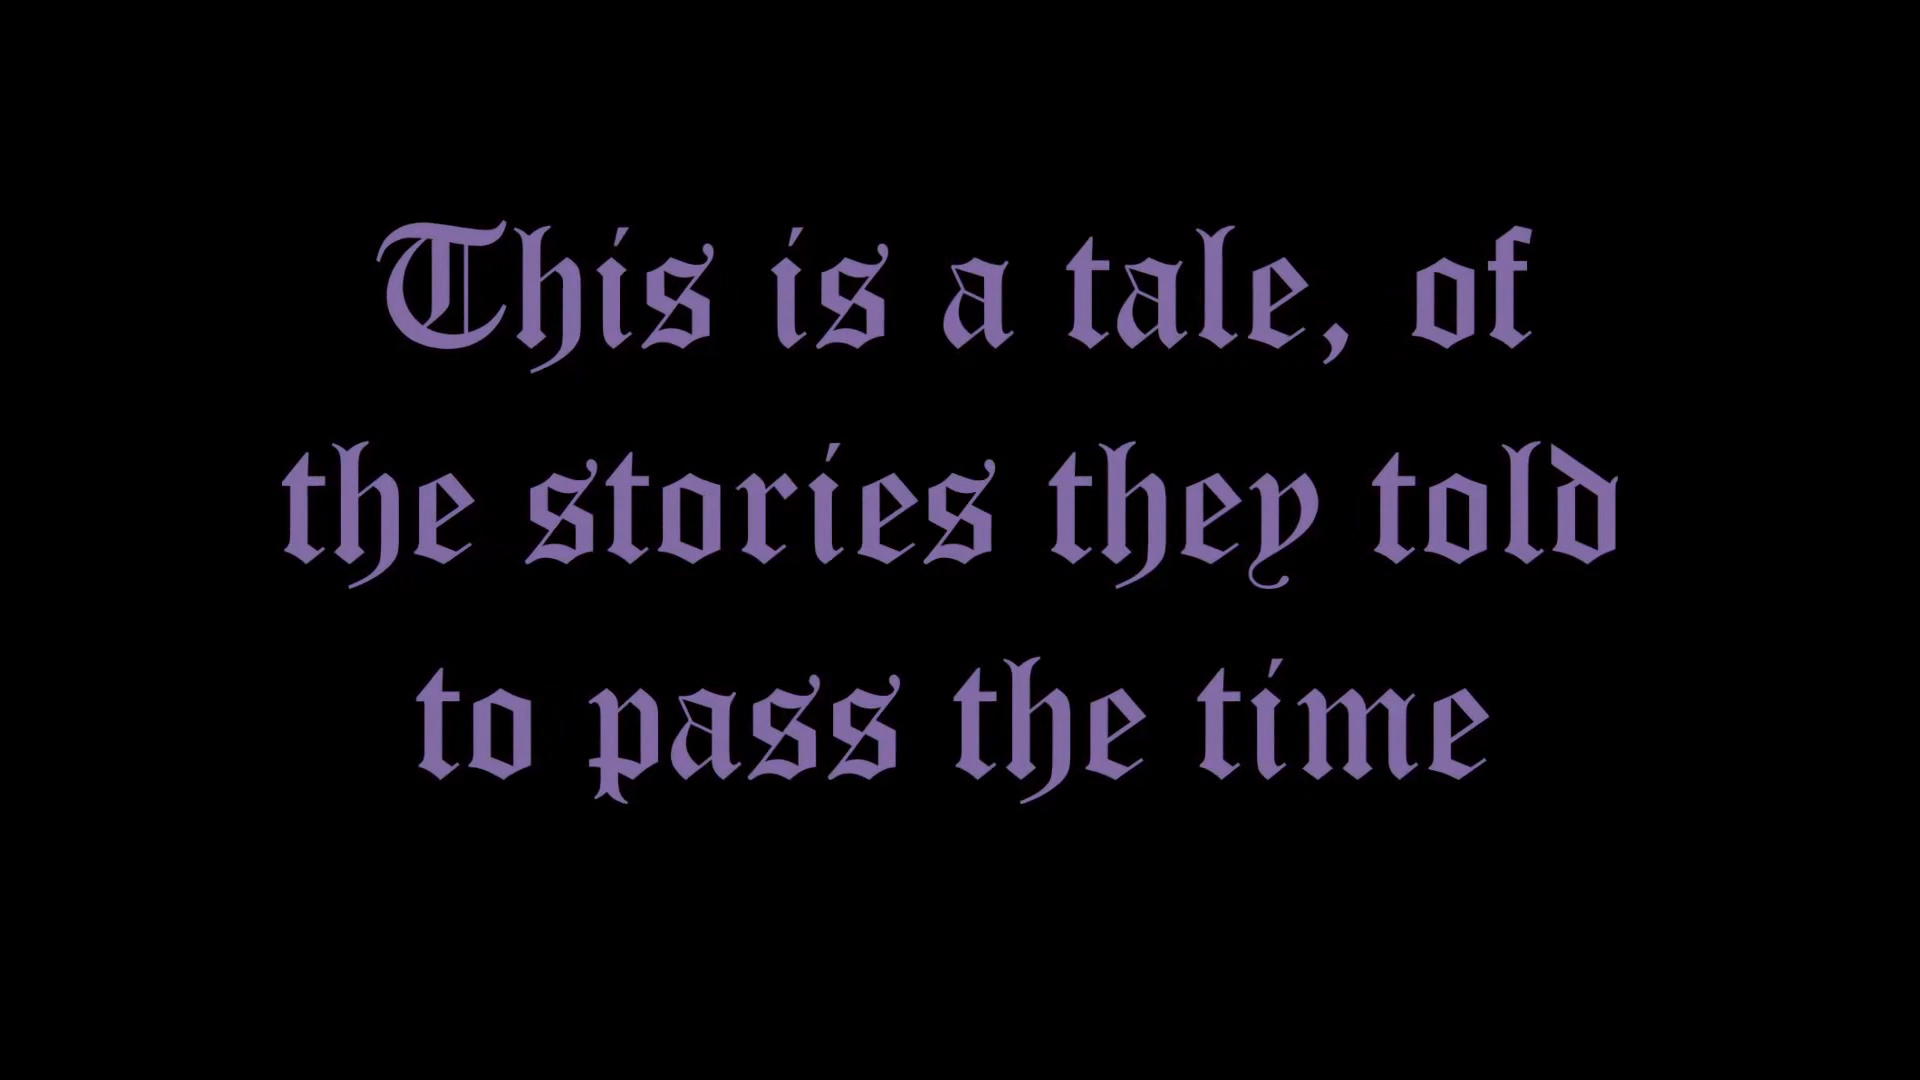 This is a tale, of
the stories they told
to pass the time